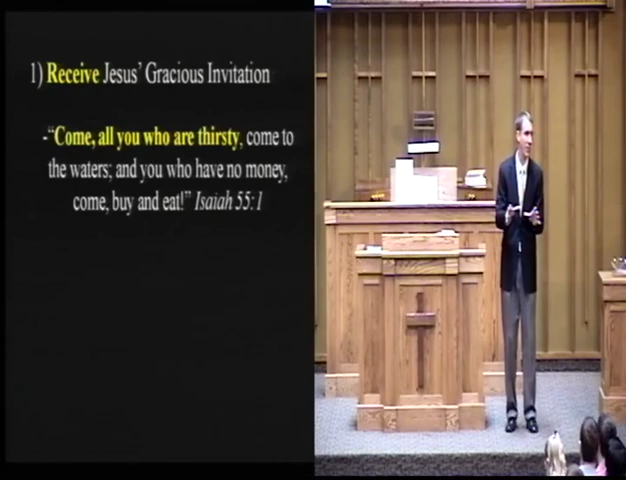 1) Receive Jesus' Gracious Invitation
-“Come, all you who are thirsty, come to
the waters; and you who have no money,
come, buy and eat!” Isaiah 55:1